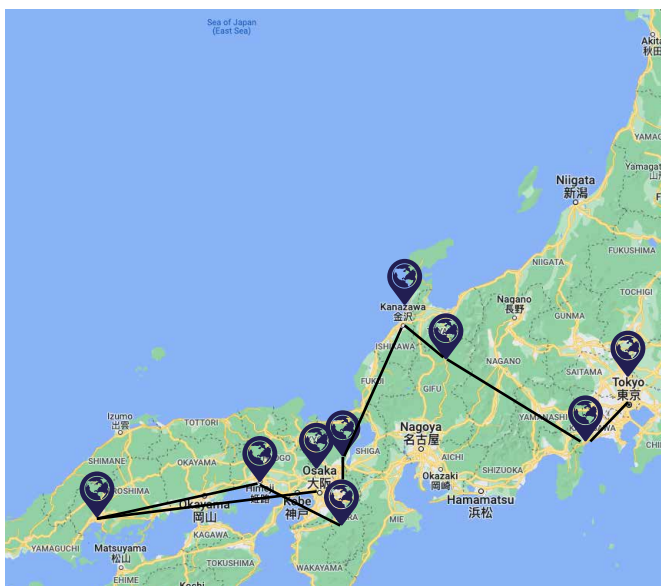 Sea of Japan
(East Sea)
Akita
秋田
YAMAG
Yamagata
Niigata
新潟
FUKUSHIMA
NIIGATA
TOCHIGI
Kanazawa
金沢
Nagano
長野
GUNMA
ISHIKAWA
NAGANO
SAITAMA
FUKUI
GIFU
Tokyo
東京
YAMANASHI
Izumo
出雲
TOTTORI
Nagoya
名古屋
SHIGA
AICHI
SHIMANE
OKAYAMA
Osaka
大阪
Okazaki
岡崎
SHIZUOKA
Himeji
姫路
HIROSHIMA
Okayama
岡山
Kobe
神戸
Hamamatsu
浜松
MIE
KAGAWA
YAMAGUCHI
Matsuyama
松山
TOKUSHIMA
WAKAYAMA
EHIME
Kochi